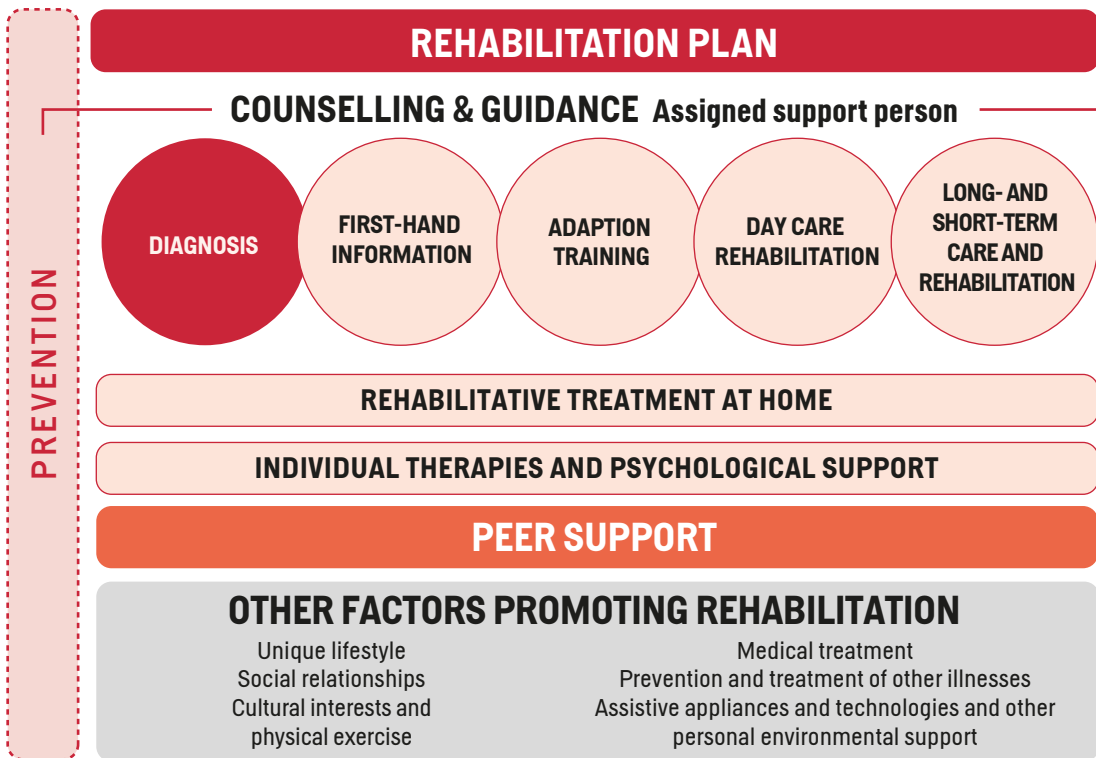 REHABILITATION PLAN
COUNSELLING & GUIDANCE Assigned support person
PREVENTION
DIAGNOSIS
FIRST-HAND
INFORMATION
ADAPTION
TRAINING
DAY CARE
REHABILITATION
LONG- AND
SHORT-TERM
CARE AND
REHABILITATION
REHABILITATIVE TREATMENT AT HOME
INDIVIDUAL THERAPIES AND PSYCHOLOGICAL SUPPORT
PEER SUPPORT
OTHER FACTORS PROMOTING REHABILITATION
Unique lifestyle
Social relationships
Cultural interests and
physical exercise
Medical treatment
Prevention and treatment of other illnesses
Assistive appliances and technologies and other
personal environmental support